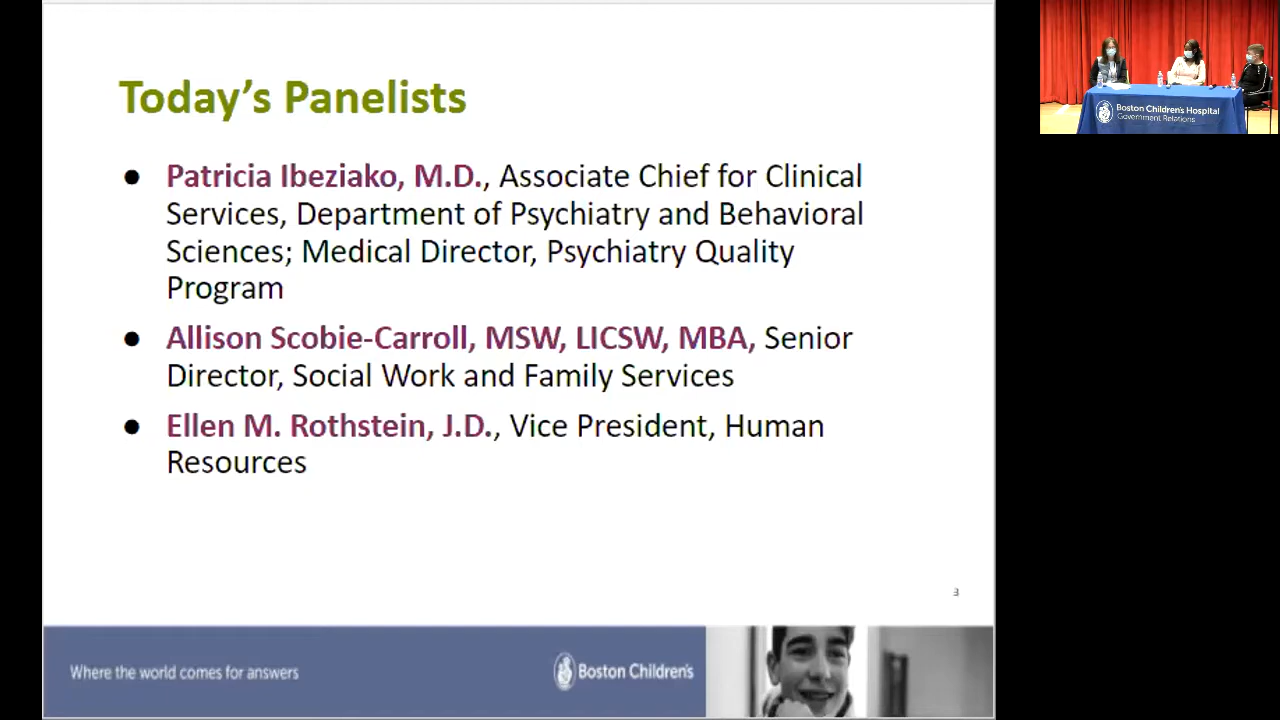 Today's Panelists
● Patricia Ibeziako, M.D., Associate Chief for Clinical
Services, Department of Psychiatry and Behavioral
Sciences; Medical Director, Psychiatry Quality
Program
● Allison Scobie-Carroll, MSW, LICSW, MBA, Senior
Director, Social Work and Family Services
● Ellen M. Rothstein, J.D., Vice President, Human
Resources
3
Where the world comes for answers
Boston Children's
Boston Children's Hospital
Government Relations